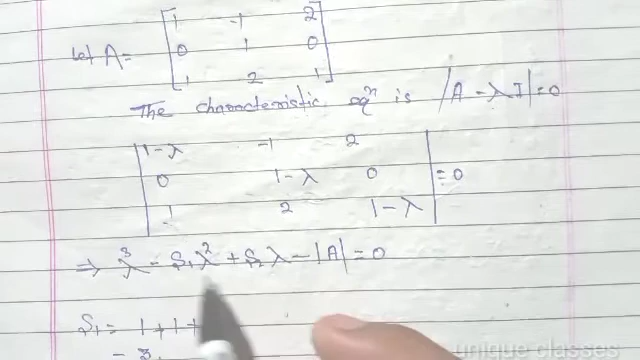 1 -1 2
let A = 0 1 0
1 2 1
The characteristic eqⁿ is |A - λI| = 0
1-λ -1 2
0 1-λ 0 = 0
1 2 1-λ
⇒ λ³ - S₁λ² + S₂λ - |A| = 0
S₁ = 1 + 1 +
= 3.
unique classes